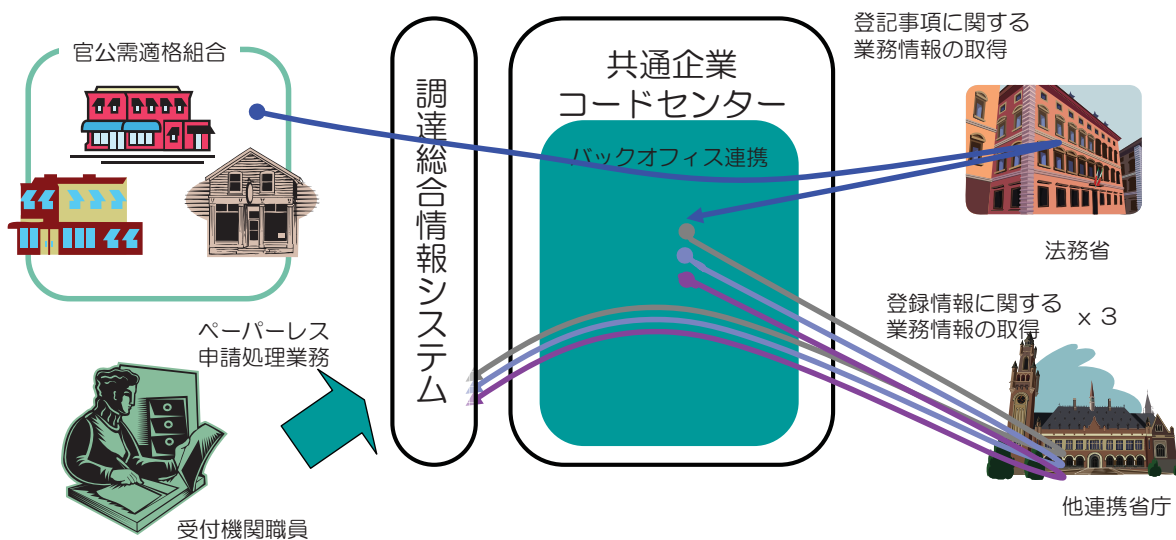 官公需適格組合
調達総合情報システム
共通企業
コードセンター
バックオフィス連携
登記事項に関する
業務情報の取得
法務省
登録情報に関する
業務情報の取得
x 3
他連携省庁
ペーパーレス
申請処理業務
受付機関職員